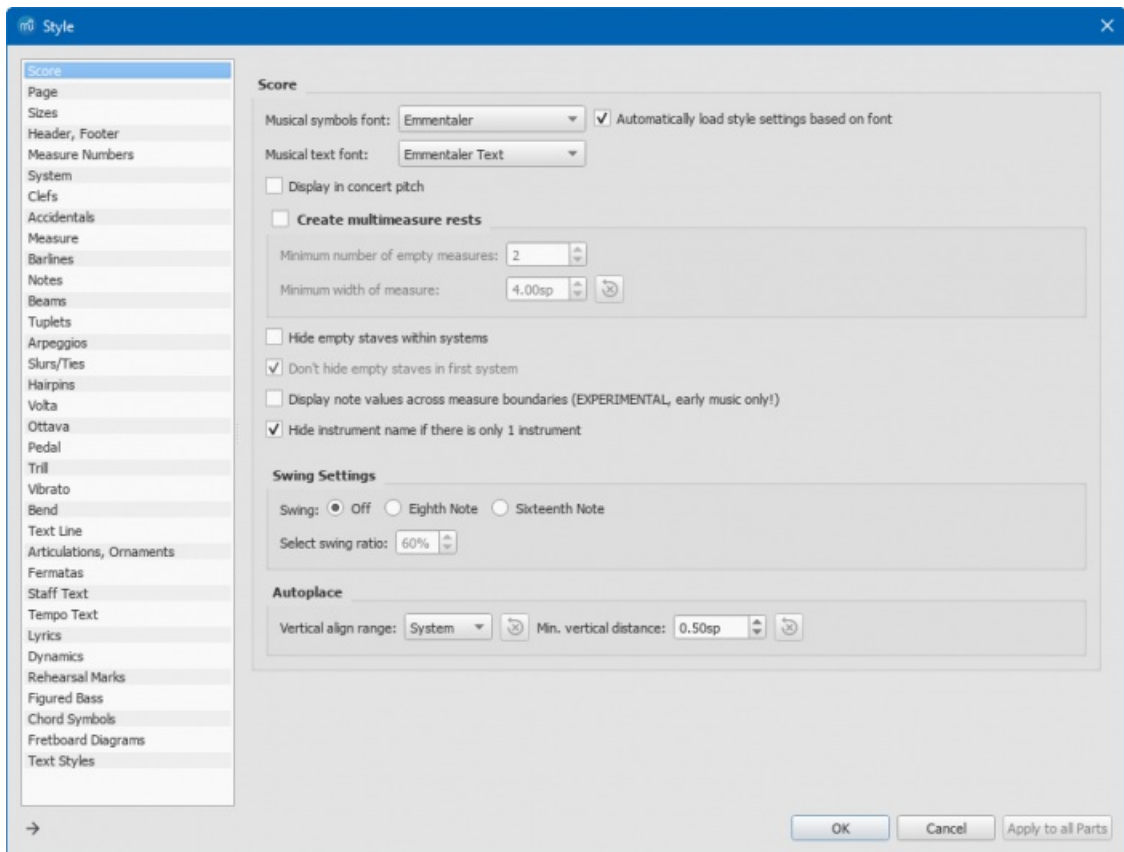 mû Style
Score
Page
Sizes
Header, Footer
Measure Numbers
System
Clefs
Accidentals
Measure
Barlines
Notes
Beams
Tuplets
Arpeggios
Slurs/Ties
Hairpins
Volta
Ottava
Pedal
Trill
Vibrato
Bend
Text Line
Articulations, Ornaments
Fermatas
Staff Text
Tempo Text
Lyrics
Dynamics
Rehearsal Marks
Figured Bass
Chord Symbols
Fretboard Diagrams
Text Styles
Score
Musical symbols font: Emmentaler Automatically load style settings based on font
Musical text font: Emmentaler Text
Display in concert pitch
Create multimeasure rests
Minimum number of empty measures: 2
Minimum width of measure: 4.00sp
Hide empty staves within systems
Don't hide empty staves in first system
Display note values across measure boundaries (EXPERIMENTAL, early music only!)
Hide instrument name if there is only 1 instrument
Swing Settings
Swing: Off Eighth Note Sixteenth Note
Select swing ratio: 60%
Autoplace
Vertical align range: System Min. vertical distance: 0.50sp
OK Cancel Apply to all Parts